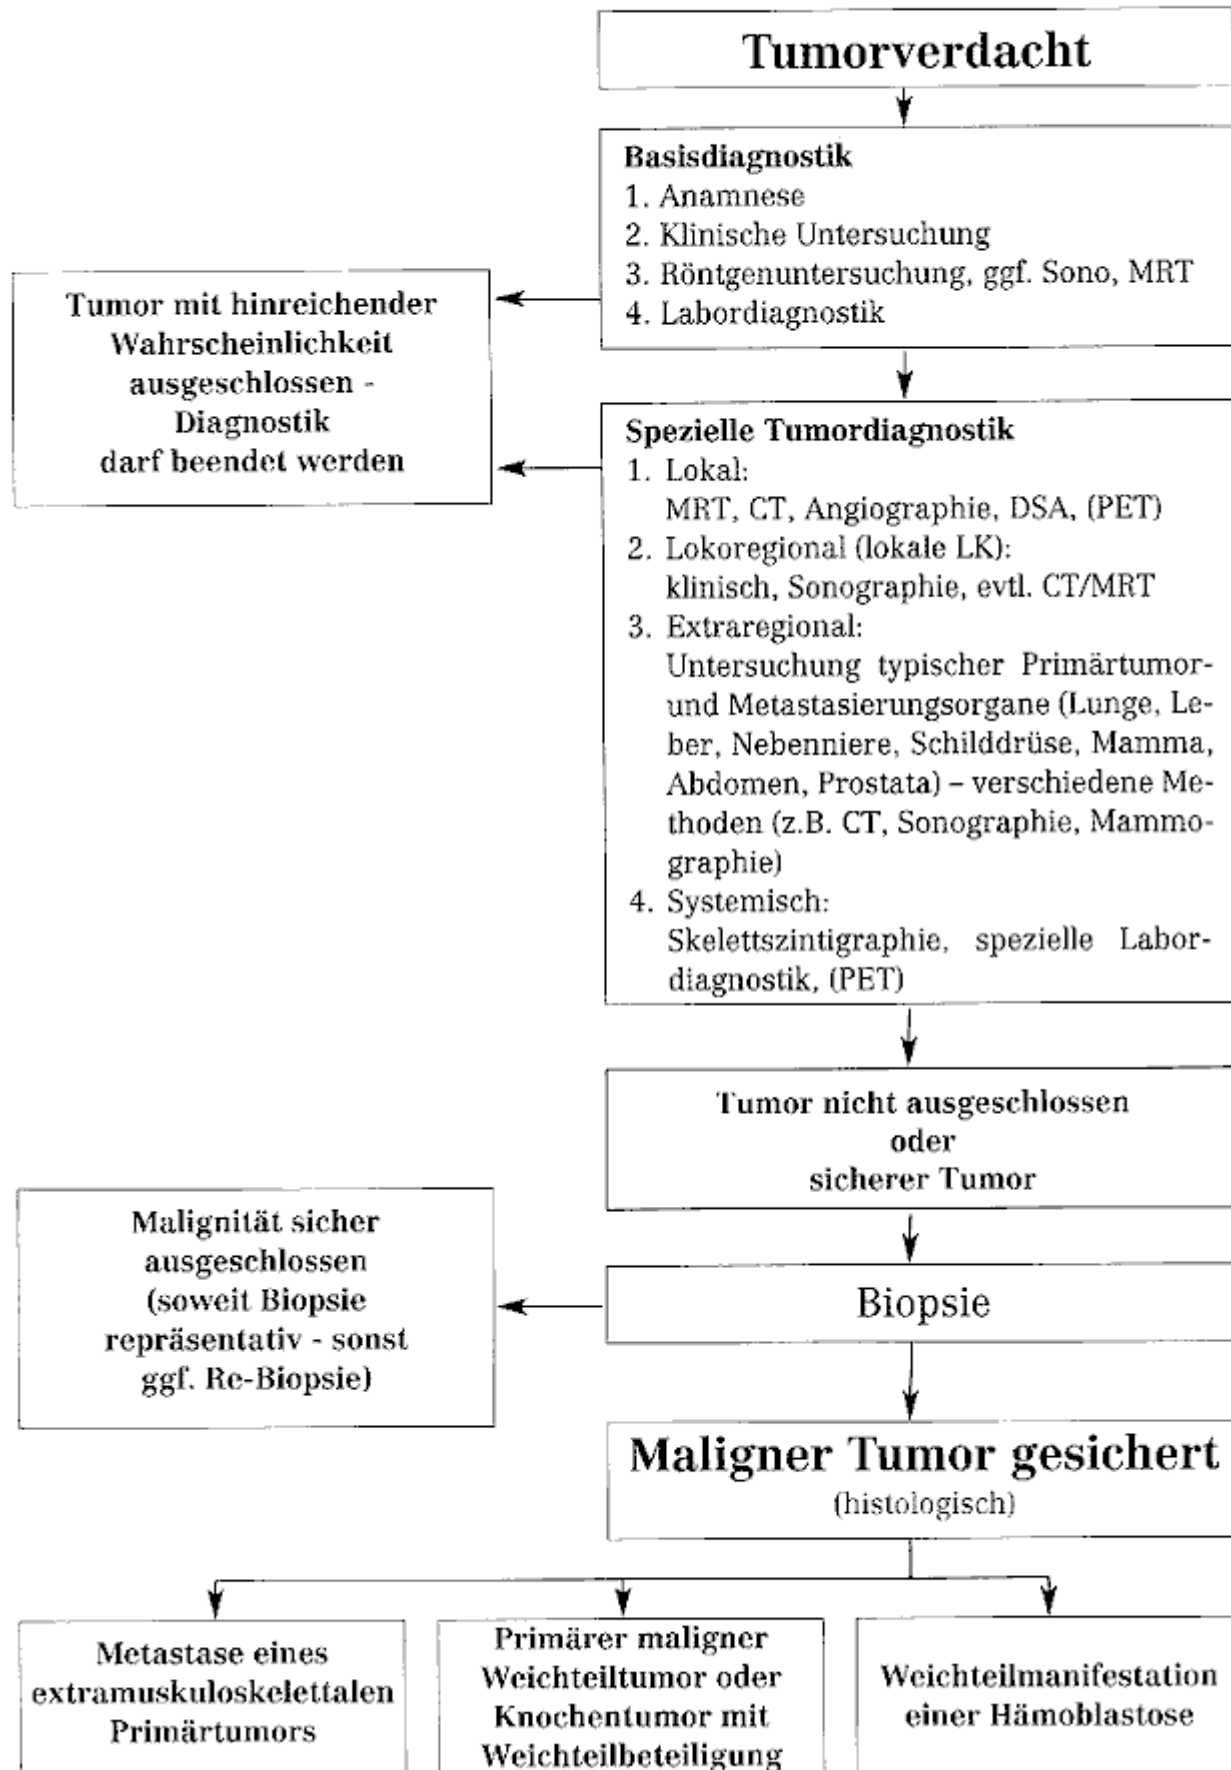 Tumorverdacht
Basisdiagnostik
1. Anamnese
2. Klinische Untersuchung
3. Röntgenuntersuchung, ggf. Sono, MRT
4. Labordiagnostik
Tumor mit hinreichender
Wahrscheinlichkeit
ausgeschlossen -
Diagnostik
darf beendet werden
Spezielle Tumordiagnostik
1. Lokal:
MRT, CT, Angiographie, DSA, (PET)
2. Lokoregional (lokale LK):
klinisch, Sonographie, evtl. CT/MRT
3. Extraregional:
Untersuchung typischer Primärtumor-
und Metastasierungsorgane (Lunge, Le-
ber, Nebenniere, Schilddrüse, Mamma,
Abdomen, Prostata) – verschiedene Me-
thoden (z.B. CT, Sonographie, Mammo-
graphie)
4. Systemisch:
Skelettszintigraphie, spezielle Labor-
diagnostik, (PET)
Tumor nicht ausgeschlossen
oder
sicherer Tumor
Malignität sicher
ausgeschlossen
(soweit Biopsie
repräsentativ - sonst
ggf. Re-Biopsie)
Biopsie
Maligner Tumor gesichert
(histologisch)
Metastase eines
extramuskuloskelettalen
Primärtumors
Primärer maligner
Weichteiltumor oder
Knochentumor mit
Weichteilbeteiligung
Weichteilmanifestation
einer Hämoblastose